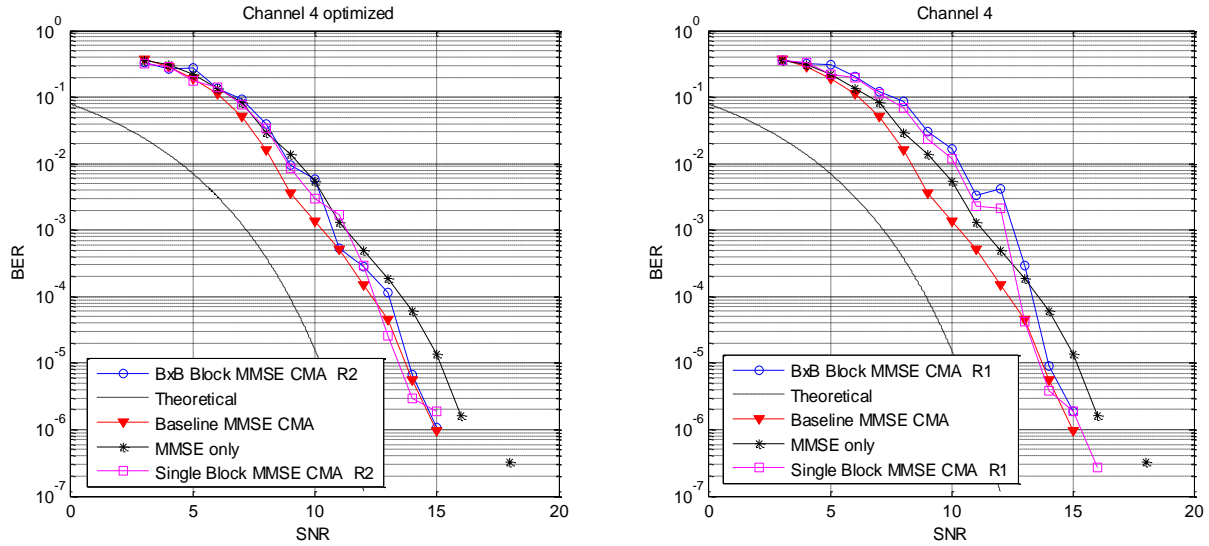 Channel 4 optimized
10^0
10^-1
10^-2
10^-3
10^-4
10^-5
10^-6
10^-7
BER
0 5 10 15 20
SNR
BxB Block MMSE CMA R2
Theoretical
Baseline MMSE CMA
MMSE only
Single Block MMSE CMA R2
Channel 4
10^0
10^-1
10^-2
10^-3
10^-4
10^-5
10^-6
10^-7
BER
0 5 10 15 20
SNR
BxB Block MMSE CMA R1
Theoretical
Baseline MMSE CMA
MMSE only
Single Block MMSE CMA R1